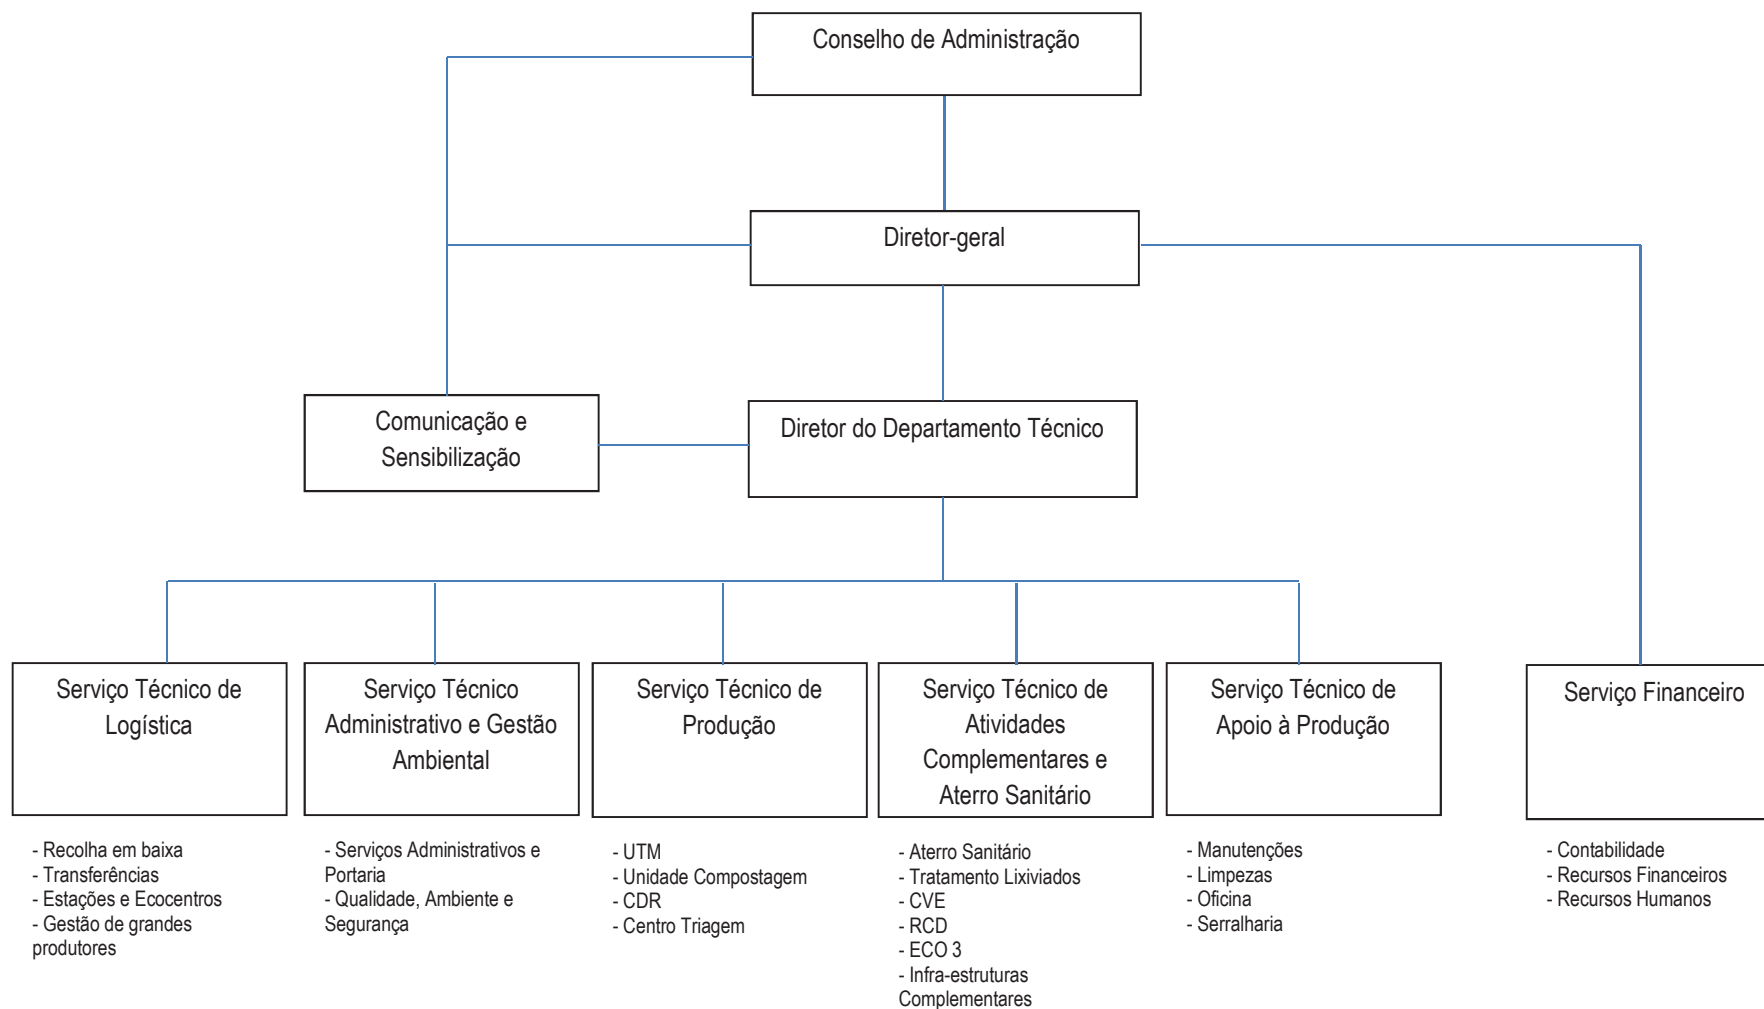 Conselho de Administração
Diretor-geral
Comunicação e
Sensibilização
Diretor do Departamento Técnico
Serviço Técnico de
Logística
- Recolha em baixa
- Transferências
- Estações e Ecocentros
- Gestão de grandes
produtores
Serviço Técnico
Administrativo e Gestão
Ambiental
- Serviços Administrativos e
Portaria
- Qualidade, Ambiente e
Segurança
Serviço Técnico de
Produção
- UTM
- Unidade Compostagem
- CDR
- Centro Triagem
Serviço Técnico de
Atividades
Complementares e
Aterro Sanitário
- Aterro Sanitário
- Tratamento Lixiviados
- CVE
- RCD
- ECO 3
- Infra-estruturas
Complementares
Serviço Técnico de
Apoio à Produção
- Manutenções
- Limpezas
- Oficina
- Serralharia
Serviço Financeiro
- Contabilidade
- Recursos Financeiros
- Recursos Humanos